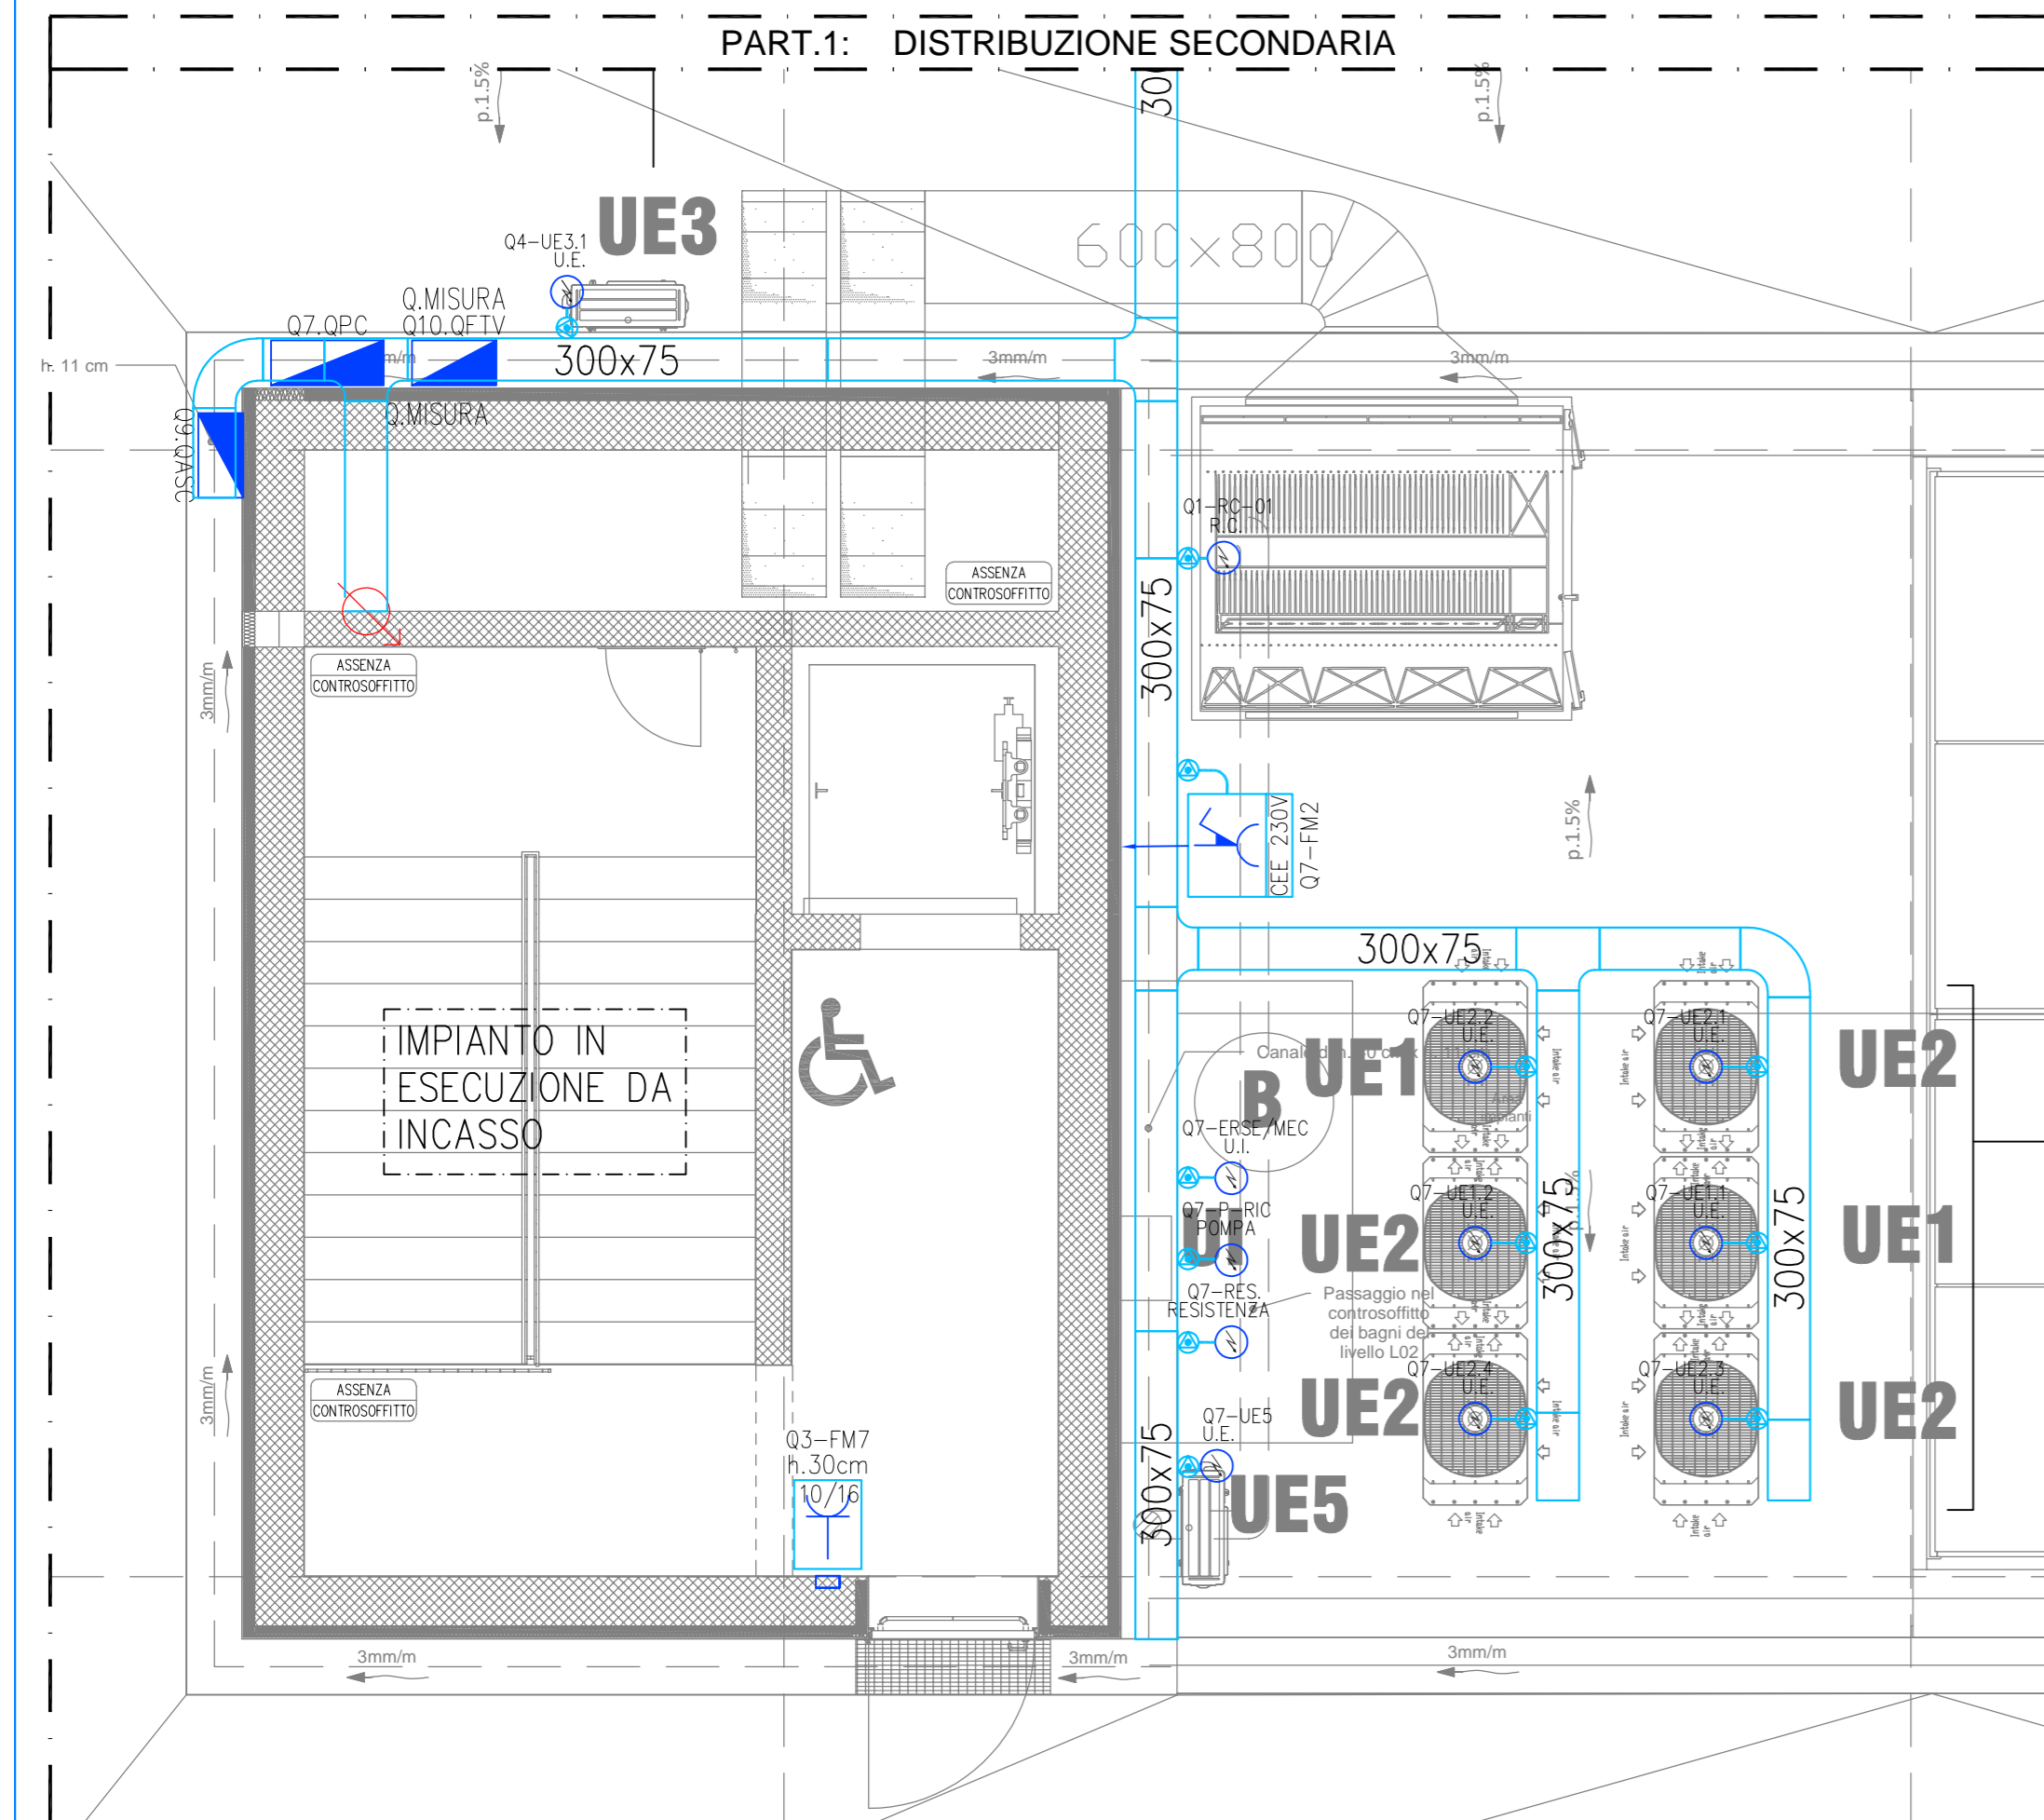 PART.1: DISTRIBUZIONE SECONDARIA
p.1.5%
p.1.5%
UE3
Q4-UE3.1
U.E.
600x800
Q.MISURA
Q7.QPC
Q10.QFTV
h. 11 cm
300x75
3mm/m
3mm/m
Q.MISURA
Q9.QASC
Q1-RC-01
R.C.
ASSENZA
CONTROSOFFITTO
300x75
ASSENZA
CONTROSOFFITTO
3mm/m
CEE 230V
Q7-FM2
p.1.5%
300x75
Intake air
Intake air
IMPIANTO IN
ESECUZIONE DA
INCASSO
Q7-UE2.2
U.E.
Q7-UE2.1
U.E.
UE1
UE2
B
Q7-ERSE/MEC
U.I.
Q7-P-RIC
POMPA
UI
Q7-UE1.2
U.E.
Q7-UE1.1
U.E.
UE2
UE1
300x75
300x75
Q7-RES.
RESISTENZA
Passaggio nel
controsoffitto
dei bagni del
livello L02
Q7-UE2.4
U.E.
Q7-UE2.3
U.E.
UE2
UE2
3mm/m
ASSENZA
CONTROSOFFITTO
Q3-FM7
h.30cm
10/16
Q7-UE5
U.E.
UE5
300x75
3mm/m
3mm/m
3mm/m